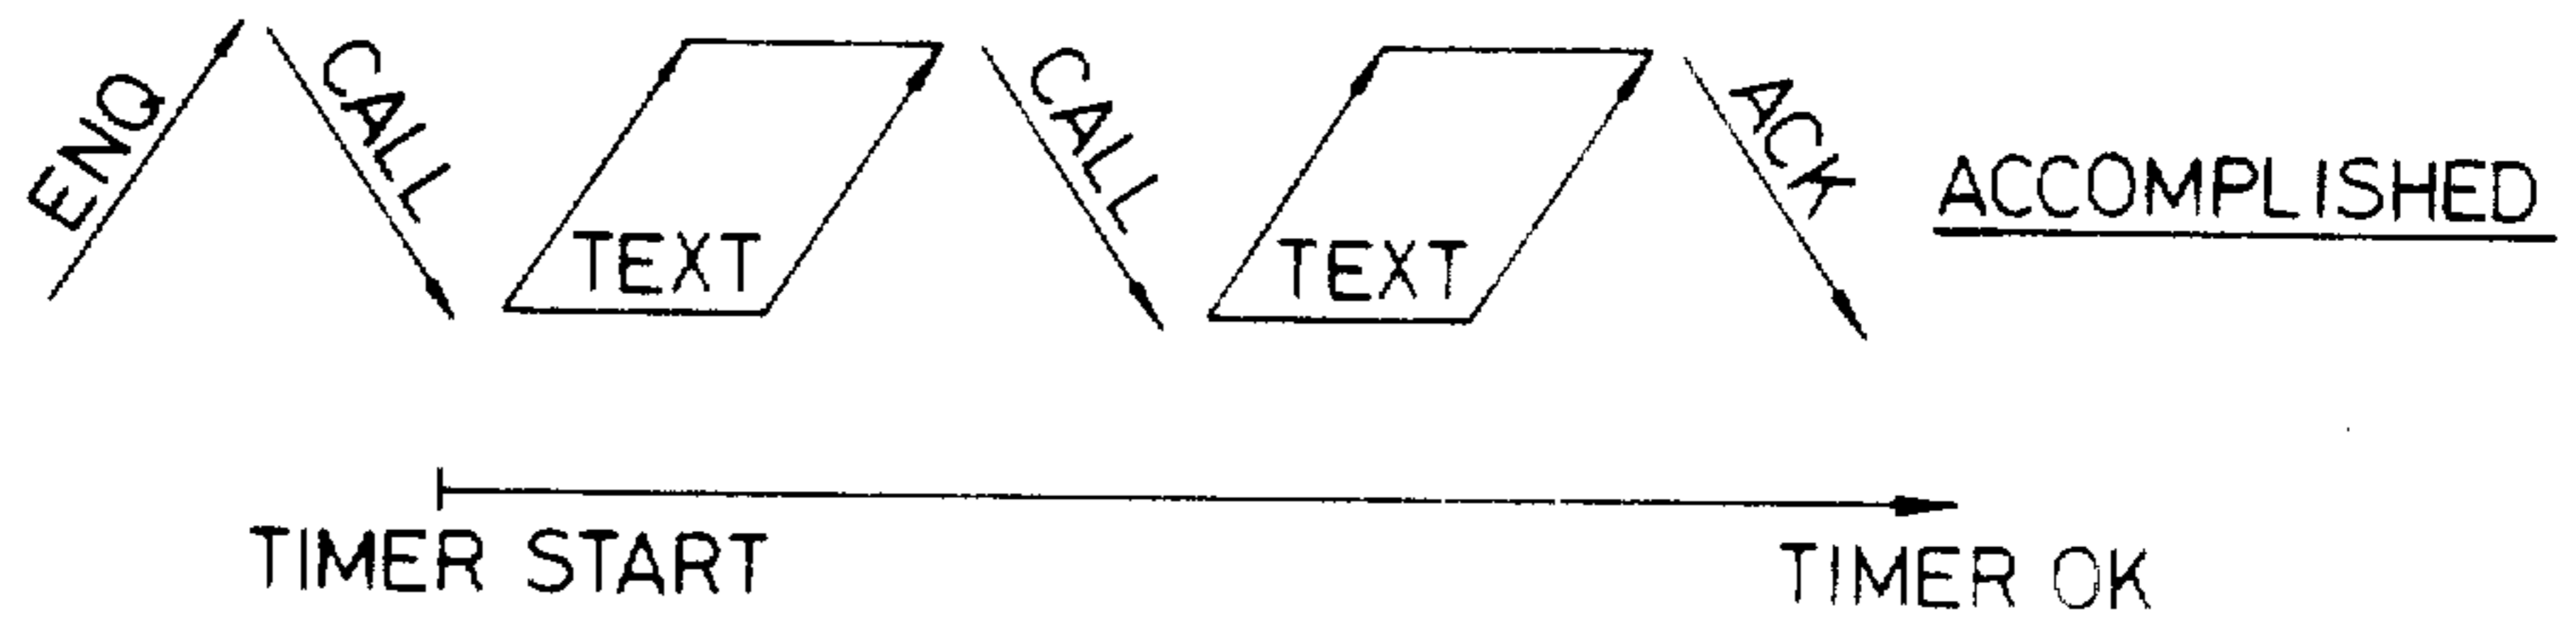 ENQ
CALL
TEXT
CALL
TEXT
ACK
ACCOMPLISHED
TIMER START
TIMER OK